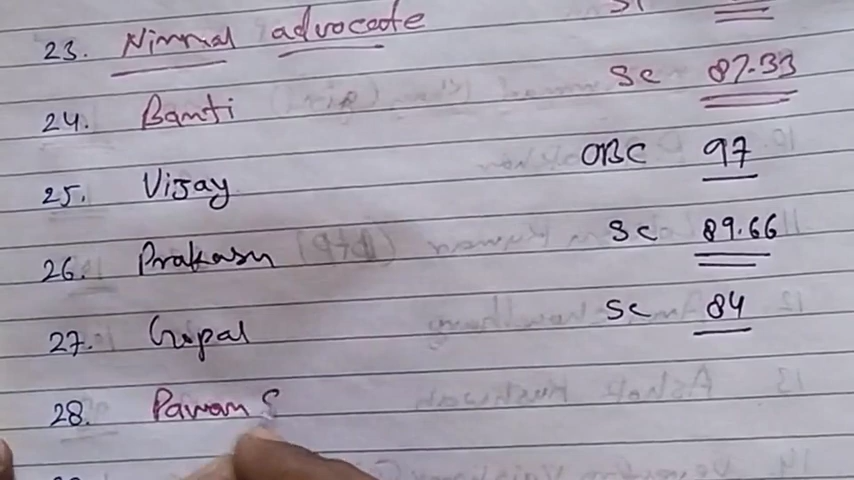 23. Nirmal advocate
24. Banti SC 87.33
25. Vijay OBC 97
26. Prakash SC 89.66
27. Gopal SC 84
28. Pawan S